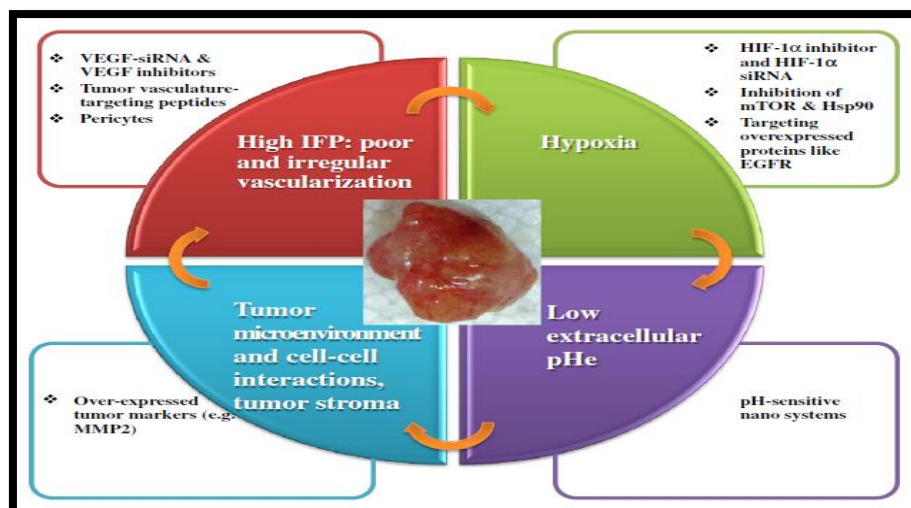 ❖ VEGF-siRNA &
VEGF inhibitors
❖ Tumor vasculature-
targeting peptides
❖ Pericytes
High IFP: poor
and irregular
vascularization
❖ HIF-1α inhibitor
and HIF-1α
siRNA
❖ Inhibition of
mTOR & Hsp90
❖ Targeting
overexpressed
proteins like
EGFR
Hypoxia
Tumor
microenvironment
and cell-cell
interactions,
tumor stroma
❖ Over-expressed
tumor markers (e.g:
MMP2)
Low
extracellular
pHe
pH-sensitive
nano systems